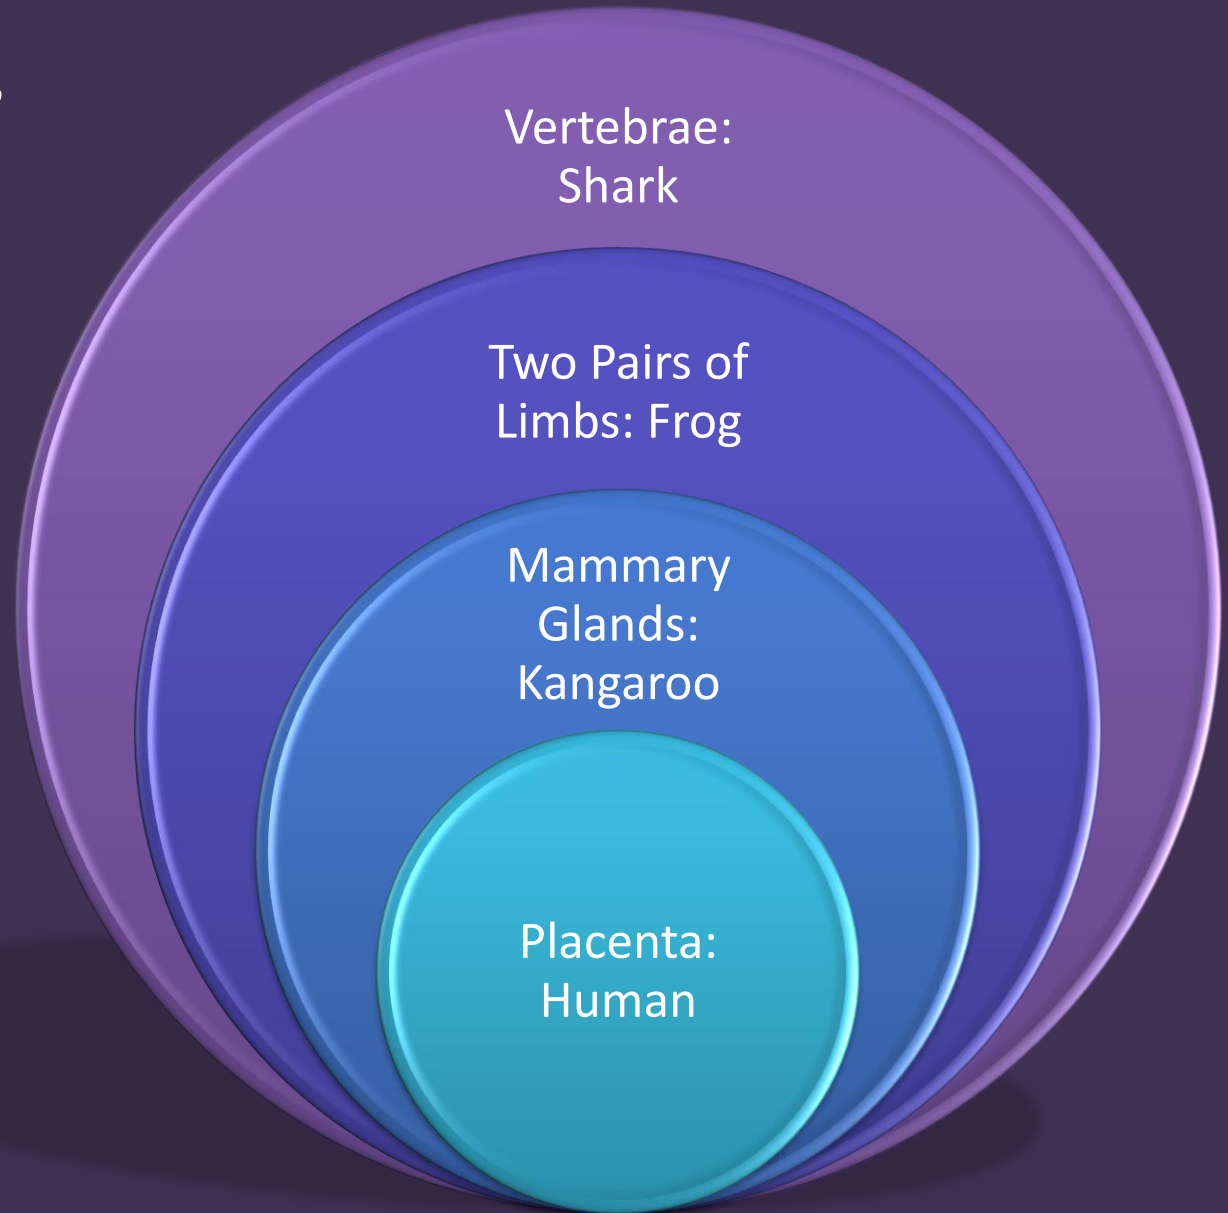 Vertebrae:
Shark
Two Pairs of
Limbs: Frog
Mammary
Glands:
Kangaroo
Placenta:
Human